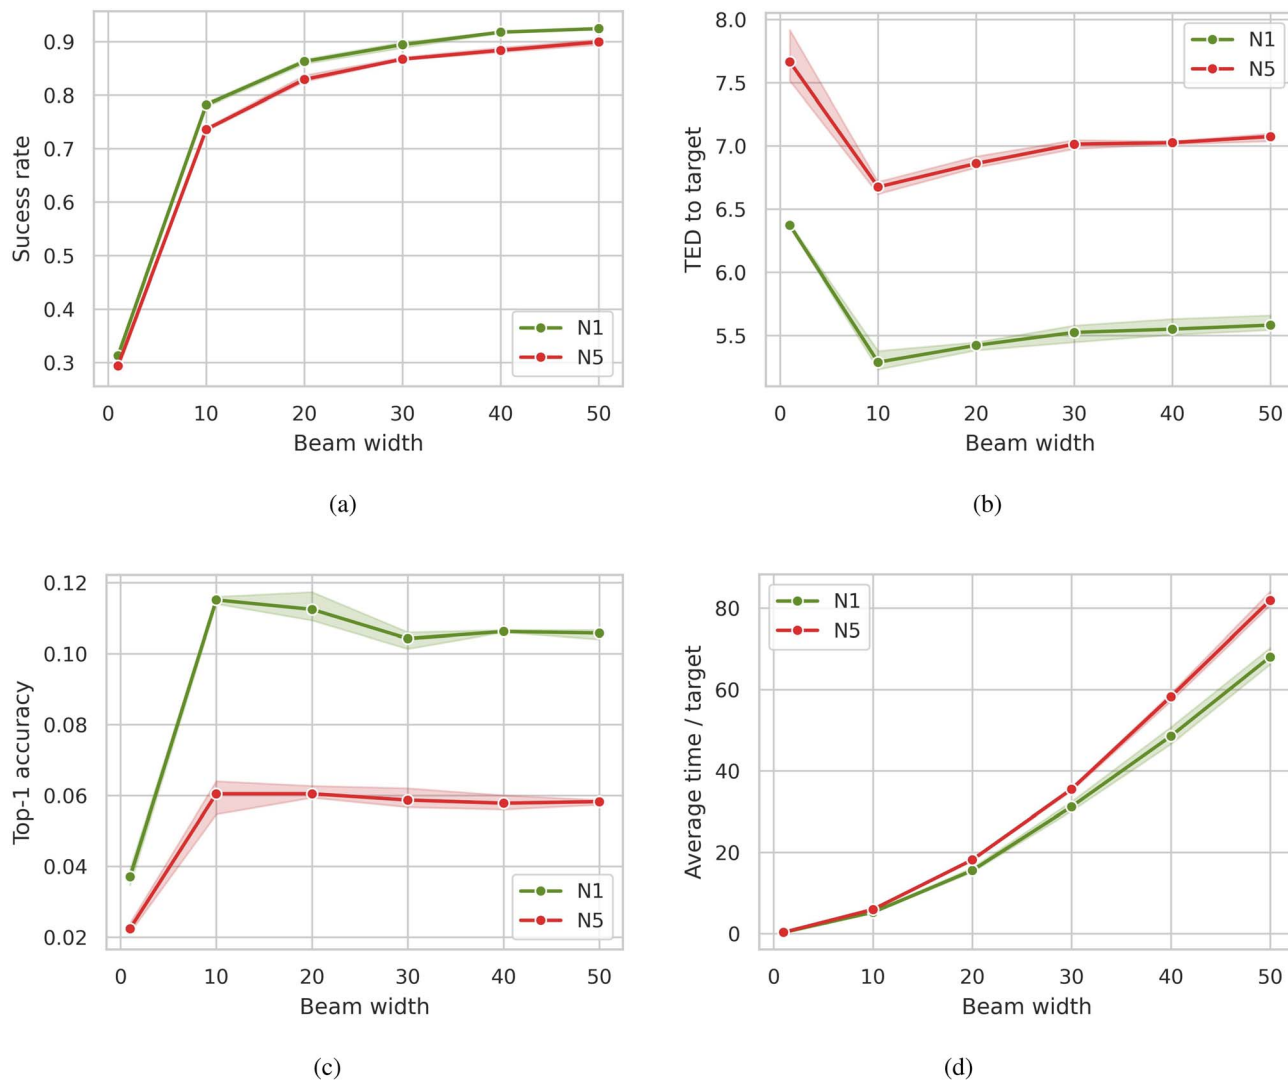 0.9
0.8
0.7
0.6
0.5
0.4
0.3
Sucess rate
N1
N5
0 10 20 30 40 50
Beam width
(a)
8.0
7.5
7.0
6.5
6.0
5.5
TED to target
N1
N5
0 10 20 30 40 50
Beam width
(b)
0.12
0.10
0.08
0.06
0.04
0.02
Top-1 accuracy
N1
N5
0 10 20 30 40 50
Beam width
(c)
80
60
40
20
0
Average time / target
N1
N5
0 10 20 30 40 50
Beam width
(d)